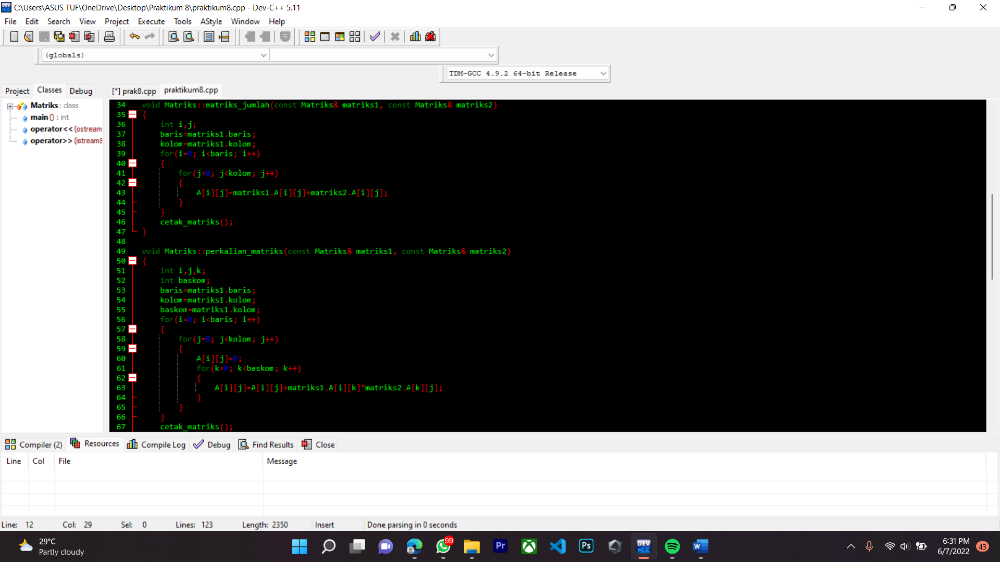 C:\Users\ASUS TUF\OneDrive\Desktop\Praktikum 8\praktikum8.cpp - Dev-C++ 5.11
File Edit Search View Project Execute Tools AStyle Window Help
(globals)
TDM-GCC 4.9.2 64-bit Release
Project Classes Debug
[*] prak8.cpp praktikum8.cpp
Matriks : class
main () : int
operator<< (ostream
operator>> (istream&
34 void Matriks::matriks_jumlah(const Matriks& matriks1, const Matriks& matriks2)
35 {
36 int i,j;
37 baris=matriks1.baris;
38 kolom=matriks1.kolom;
39 for(i=0; i<baris; i++)
40 {
41 for(j=0; j<kolom; j++)
42 {
43 A[i][j]=matriks1.A[i][j]+matriks2.A[i][j];
44 }
45 }
46 cetak_matriks();
47 }
48
49 void Matriks::perkalian_matriks(const Matriks& matriks1, const Matriks& matriks2)
50 {
51 int i,j,k;
52 int baskom;
53 baris=matriks1.baris;
54 kolom=matriks1.kolom;
55 baskom=matriks1.kolom;
56 for(i=0; i<baris; i++)
57 {
58 for(j=0; j<kolom; j++)
59 {
60 A[i][j]=0;
61 for(k=0; k<baskom; k++)
62 {
63 A[i][j]=A[i][j]+matriks1.A[i][k]*matriks2.A[k][j];
64 }
65 }
66 }
67 cetak_matriks();
Compiler (2) Resources Compile Log Debug Find Results Close
Line Col File Message
Line: 12 Col: 29 Sel: 0 Lines: 123 Length: 2350 Insert Done parsing in 0 seconds
29°C
Partly cloudy
99
Pr
Ps
DEV C++
W
6:31 PM
6/7/2022
43